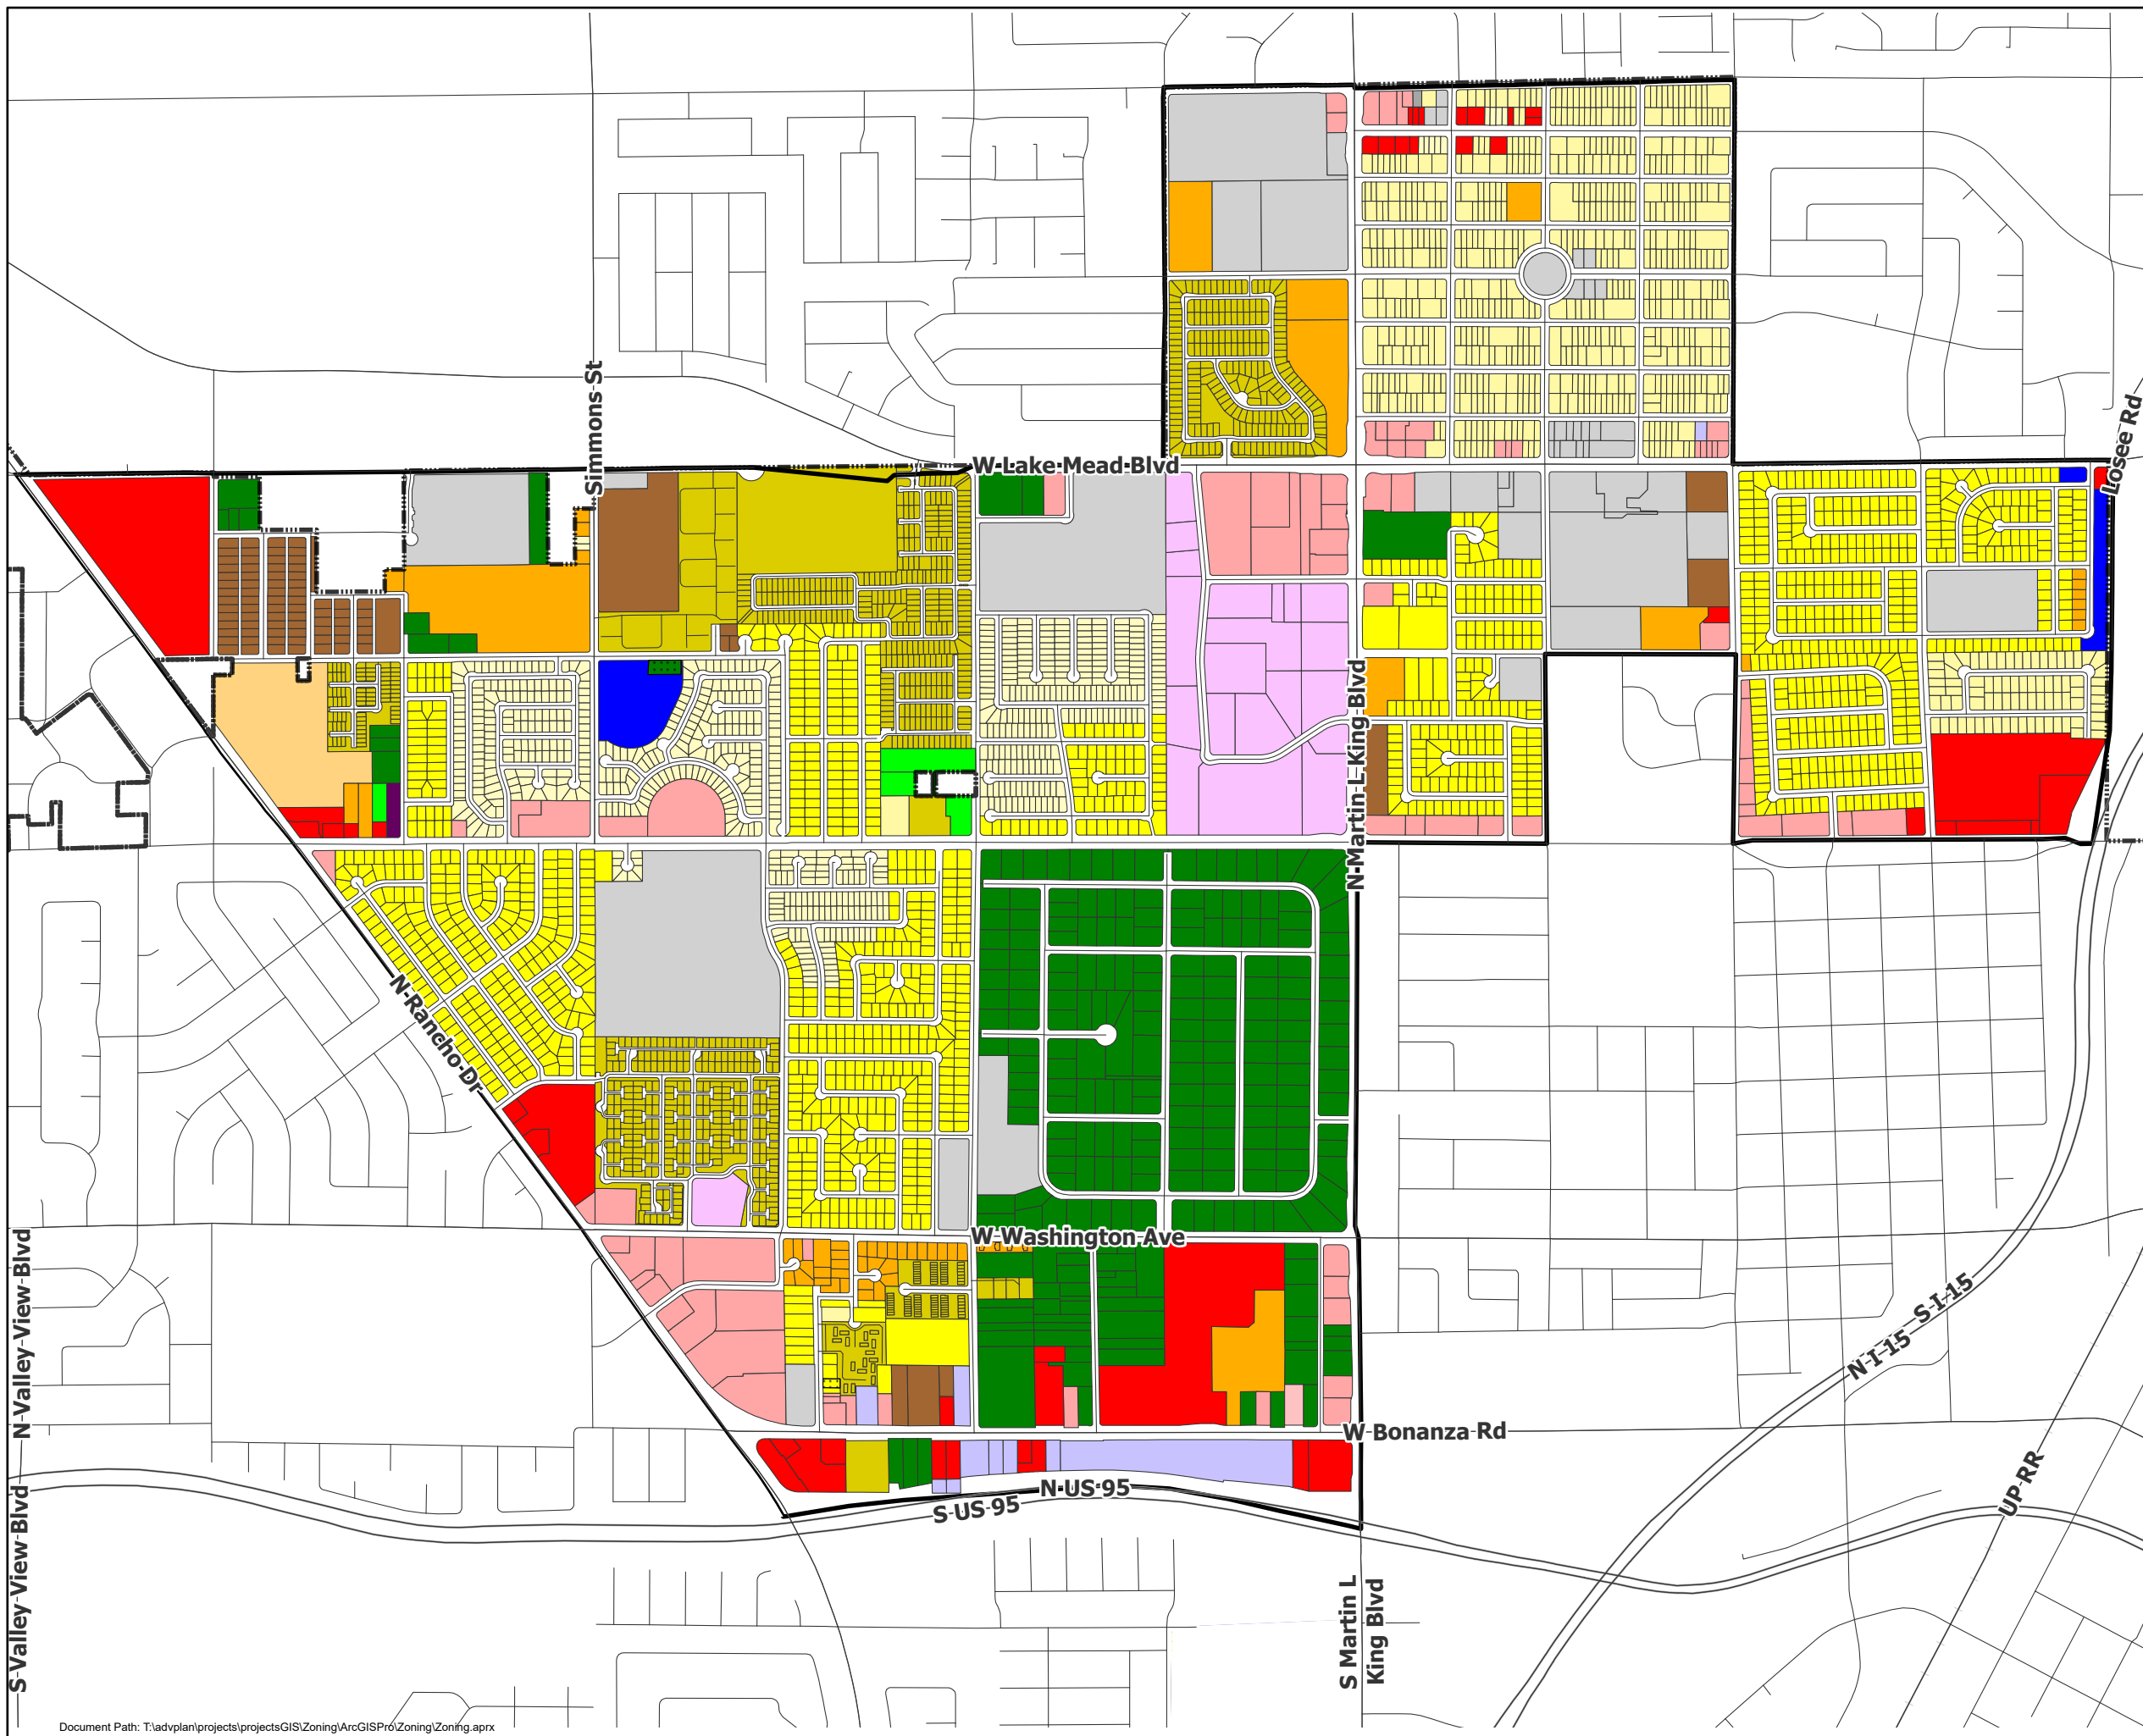 Simmons St
W Lake Mead Blvd
Losee Rd
N Martin L King Blvd
N Rancho Dr
W Washington Ave
N Valley View Blvd
S I 15
N I 15
W Bonanza Rd
N US 95
S US 95
UP RR
S Valley View Blvd
S Martin L
King Blvd
Document Path: T:\advplan\projects\projectsGIS\Zoning\ArcGISPro\Zoning\Zoning.aprx